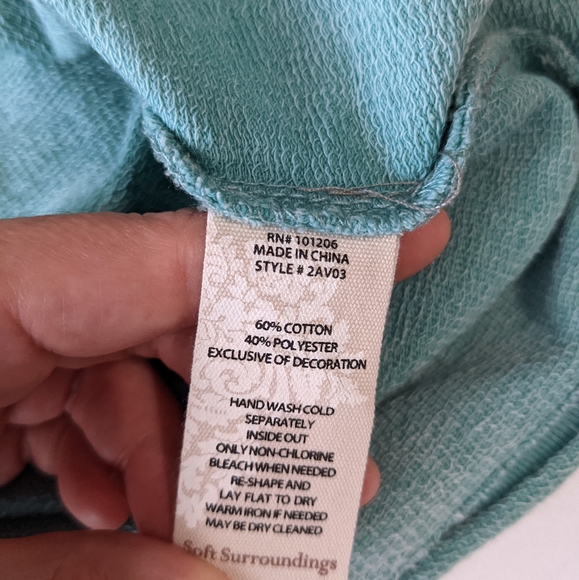 RN# 101206
MADE IN CHINA
STYLE # 2AV03
60% COTTON
40% POLYESTER
EXCLUSIVE OF DECORATION
HAND WASH COLD
SEPARATELY
INSIDE OUT
ONLY NON-CHLORINE
BLEACH WHEN NEEDED
RE-SHAPE AND
LAY FLAT TO DRY
WARM IRON IF NEEDED
MAY BE DRY CLEANED
Soft Surroundings